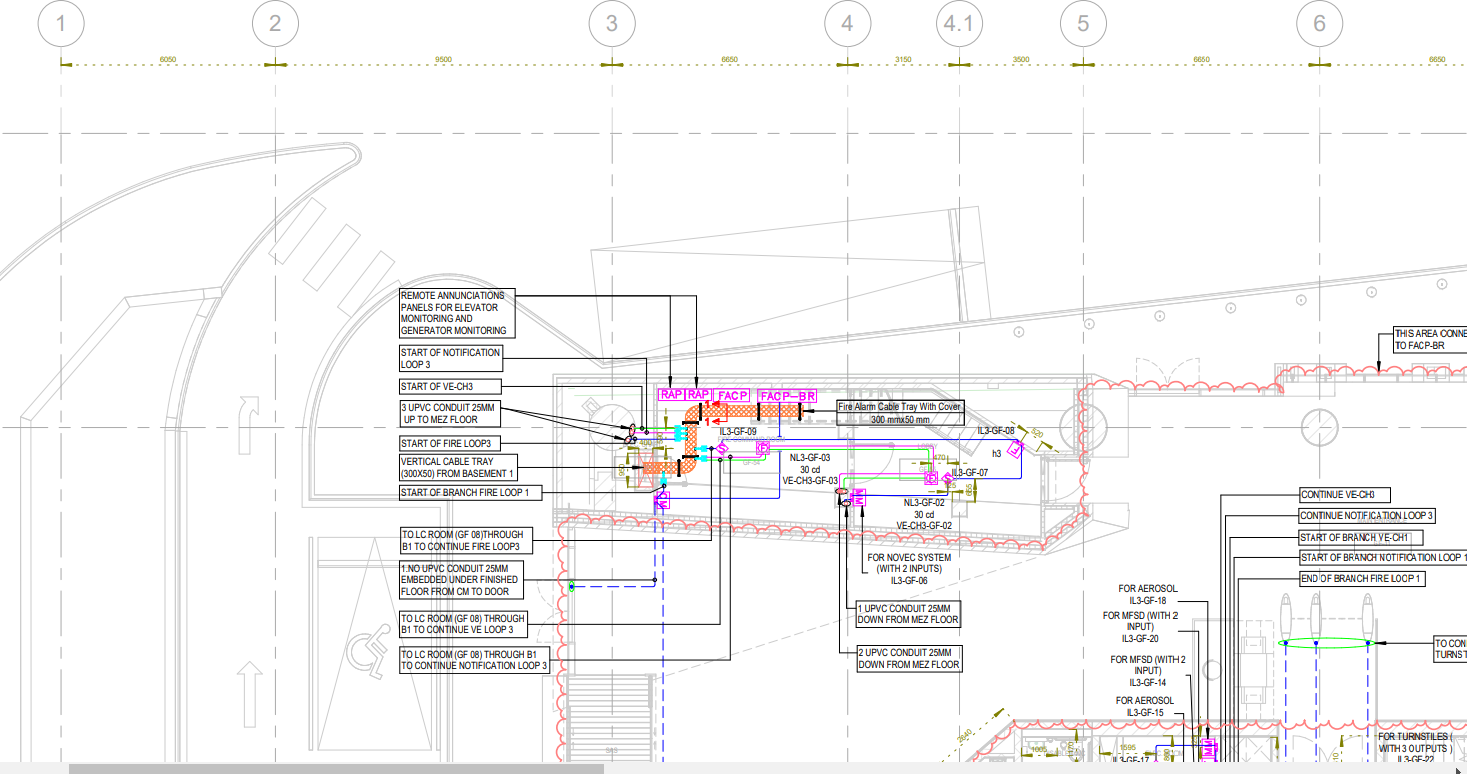 1
2
3
4
4.1
5
6
6050
9500
6650
3150
3500
6650
6650
REMOTE ANNUNCIATIONS
PANELS FOR ELEVATOR
MONITORING AND
GENERATOR MONITORING
START OF NOTIFICATION
LOOP 3
START OF VE-CH3
3 UPVC CONDUIT 25MM
UP TO MEZ FLOOR
START OF FIRE LOOP3
VERTICAL CABLE TRAY
(300X50) FROM BASEMENT 1
START OF BRANCH FIRE LOOP 1
TO LC ROOM (GF 08)THROUGH
B1 TO CONTINUE FIRE LOOP3
1.NO UPVC CONDUIT 25MM
EMBEDDED UNDER FINISHED
FLOOR FROM CM TO DOOR
TO LC ROOM (GF 08) THROUGH
B1 TO CONTINUE VE LOOP 3
TO LC ROOM (GF 08) THROUGH B1
TO CONTINUE NOTIFICATION LOOP 3
RAP RAP FACP FACP-BR
1
1
Fire Alarm Cable Tray With Cover
300 mmx50 mm
IL3-GF-09
IL3-GF-08
h3
520
400
NL3-GF-03
30 cd
VE-CH3-GF-03
470
IL3-GF-07
NL3-GF-02
30 cd
VE-CH3-GF-02
FOR NOVEC SYSTEM
(WITH 2 INPUTS)
IL3-GF-06
1 UPVC CONDUIT 25MM
DOWN FROM MEZ FLOOR
2 UPVC CONDUIT 25MM
DOWN FROM MEZ FLOOR
THIS AREA CONNE
TO FACP-BR
CONTINUE VE-CH3
CONTINUE NOTIFICATION LOOP 3
START OF BRANCH VE-CH1
START OF BRANCH NOTIFICATION LOOP 1
END OF BRANCH FIRE LOOP 1
FOR AEROSOL
IL3-GF-18
FOR MFSD (WITH 2
INPUT)
IL3-GF-20
FOR MFSD (WITH 2
INPUT)
IL3-GF-14
FOR AEROSOL
IL3-GF-15
TO CON
TURNST
FOR TURNSTILES (
WITH 3 OUTPUTS )
IL3-GF-22
2640
1595
IL3-GF-17